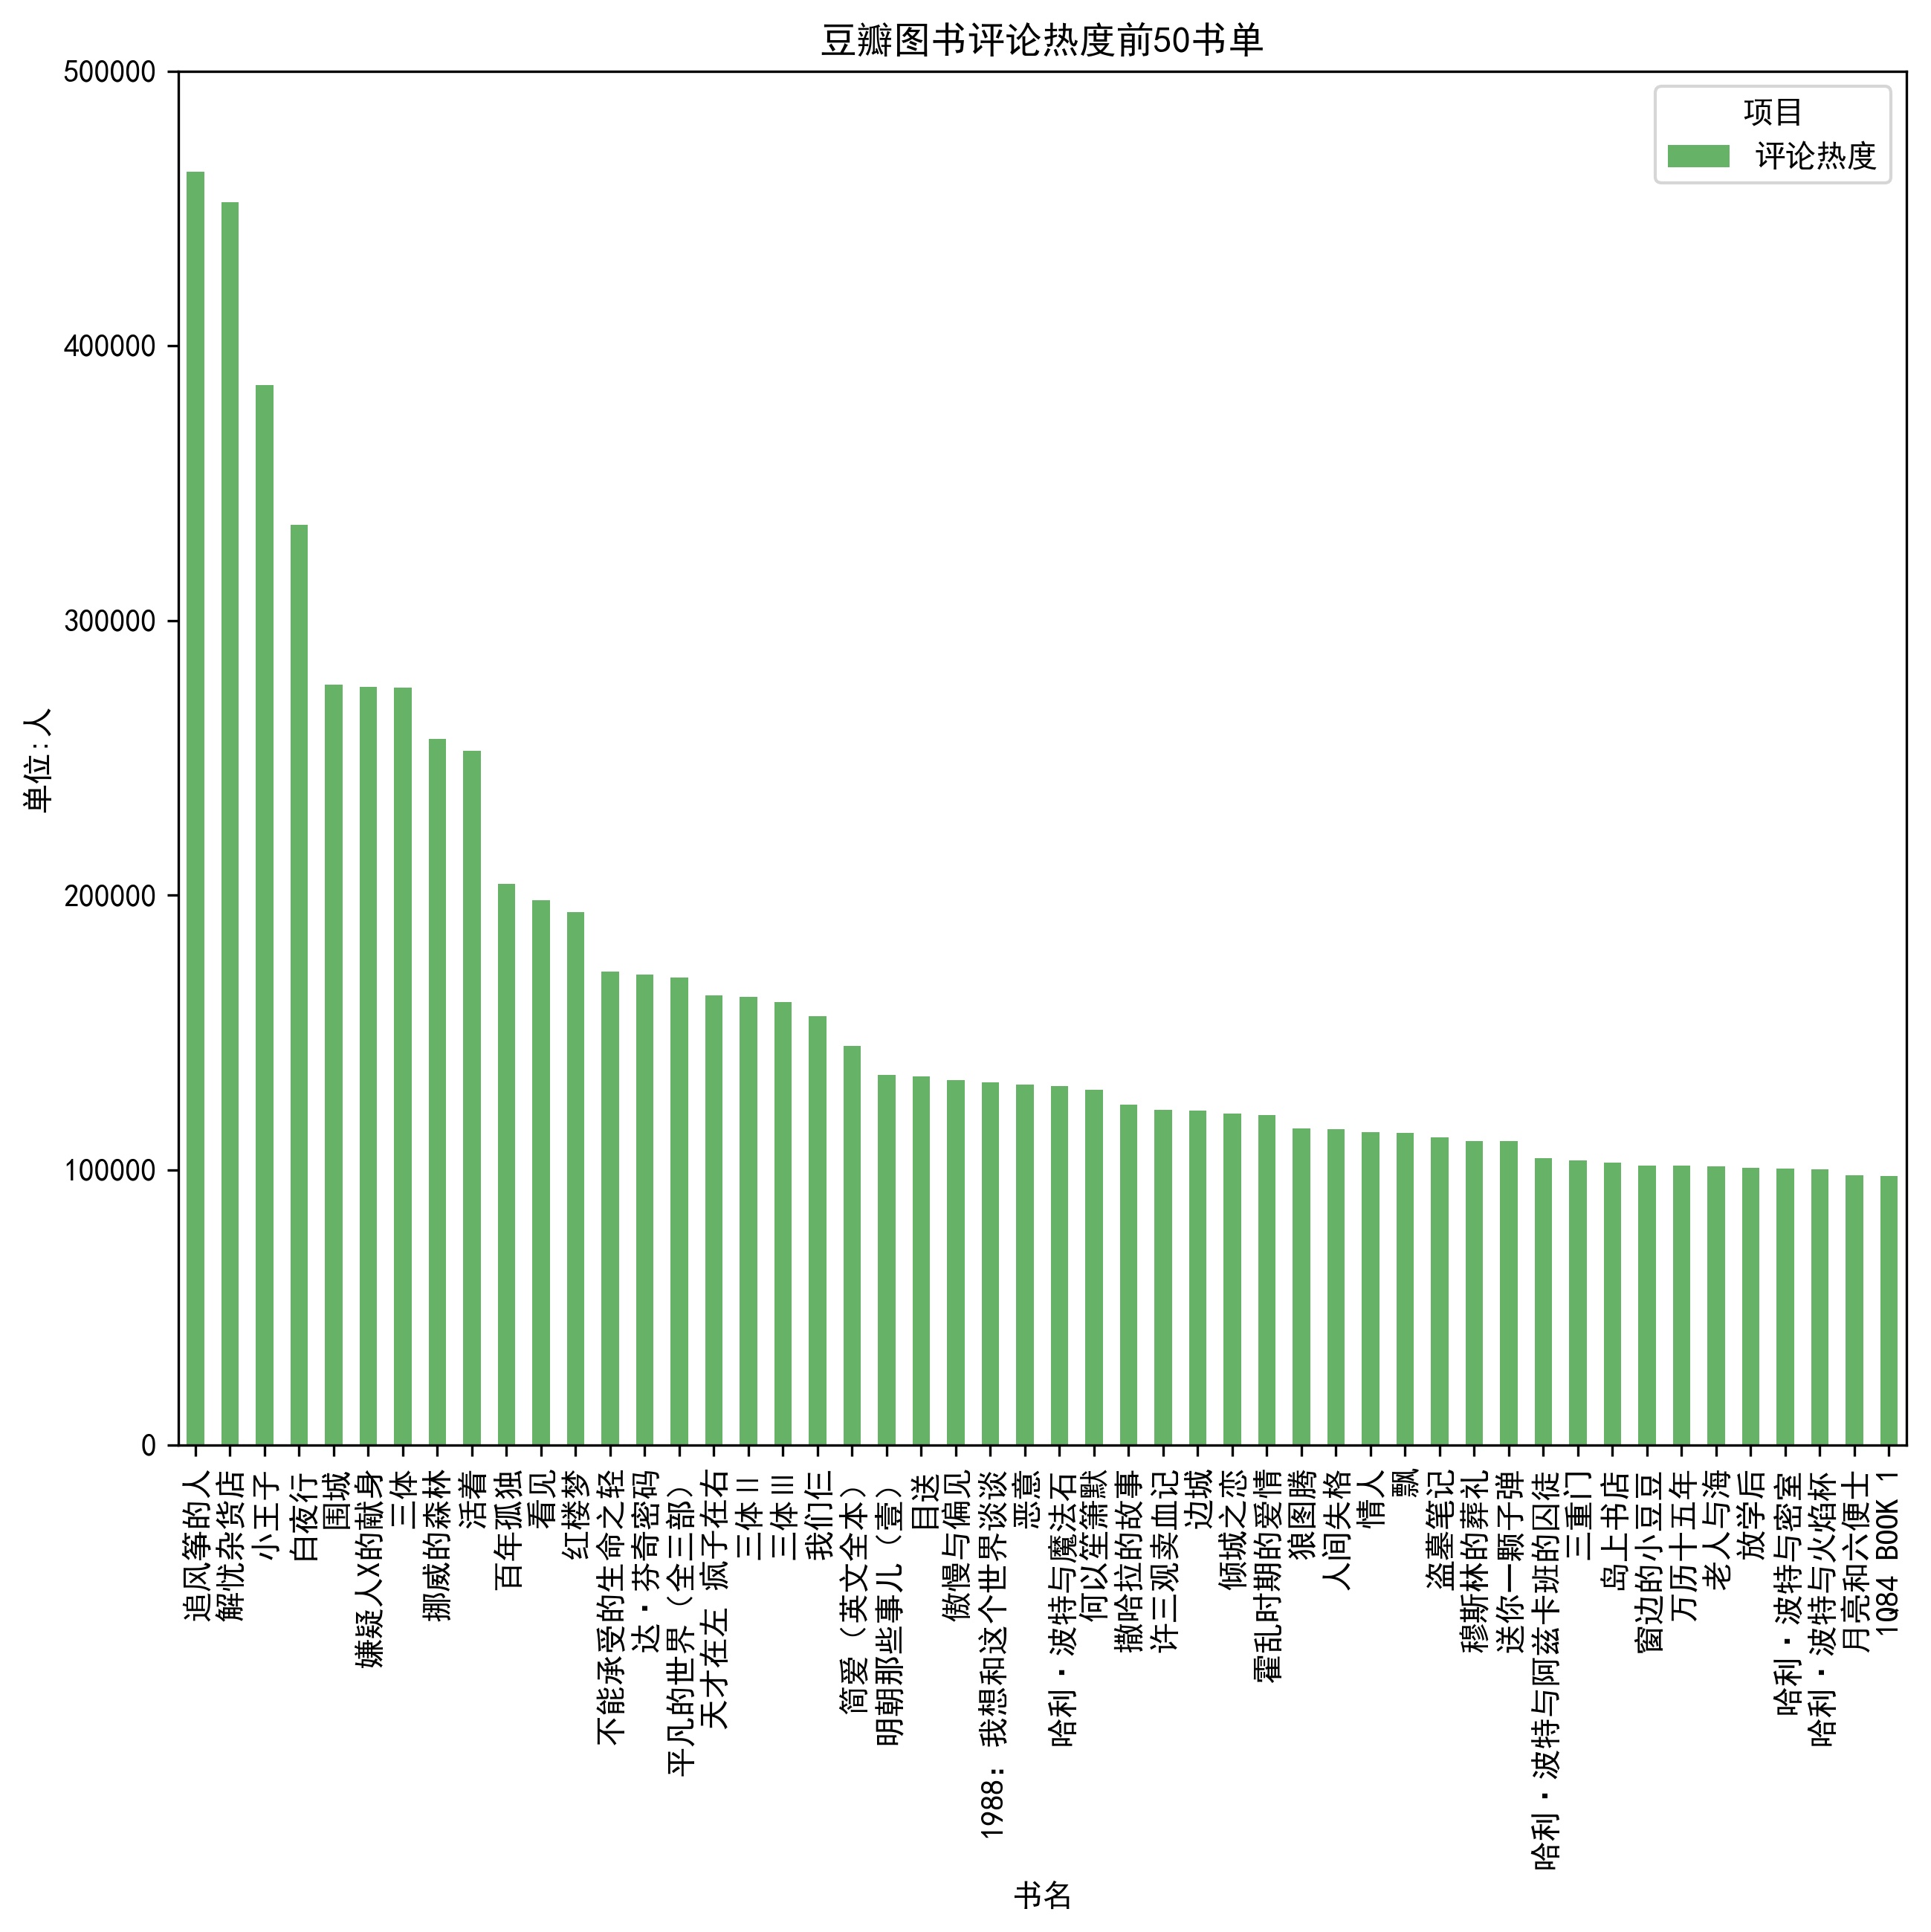 豆瓣图书评论热度前50书单
项目
评论热度
单位:人
500000
400000
300000
200000
100000
0
追风筝的人
解忧杂货店
小王子
白夜行
围城
嫌疑人X的献身
三体
挪威的森林
活着
百年孤独
看见
红楼梦
不能承受的生命之轻
达·芬奇密码
平凡的世界（全三部）
天才在左 疯子在右
三体Ⅱ
三体Ⅲ
我们仨
简爱（英文全本）
明朝那些事儿（壹）
目送
傲慢与偏见
1988：我想和这个世界谈谈
恶意
哈利·波特与魔法石
何以笙箫默
撒哈拉的故事
许三观卖血记
边城
倾城之恋
霍乱时期的爱情
狼图腾
人间失格
情人
飘
盗墓笔记
穆斯林的葬礼
送你一颗子弹
哈利·波特与阿兹卡班的囚徒
三重门
岛上书店
窗边的小豆豆
万历十五年
老人与海
放学后
哈利·波特与密室
哈利·波特与火焰杯
月亮和六便士
1Q84 BOOK 1
书名